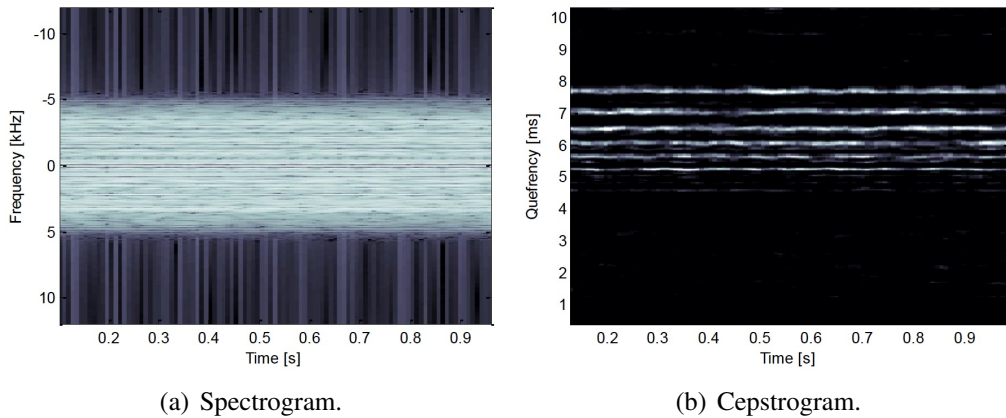 -10
-5
0
5
10
Frequency [kHz]
0.2 0.3 0.4 0.5 0.6 0.7 0.8 0.9
Time [s]
(a) Spectrogram.
10
9
8
7
6
5
4
3
2
1
Quefrency [ms]
0.2 0.3 0.4 0.5 0.6 0.7 0.8 0.9
Time [s]
(b) Cepstrogram.